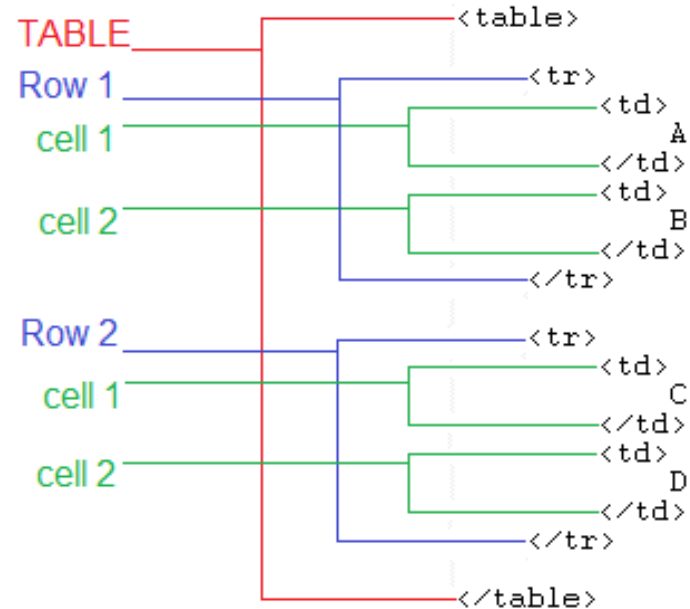 TABLE <table>
Row 1 <tr>
<td>
cell 1 A
</td>
<td>
cell 2 B
</td>
</tr>
Row 2 <tr>
<td>
cell 1 C
</td>
<td>
cell 2 D
</td>
</tr>
</table>